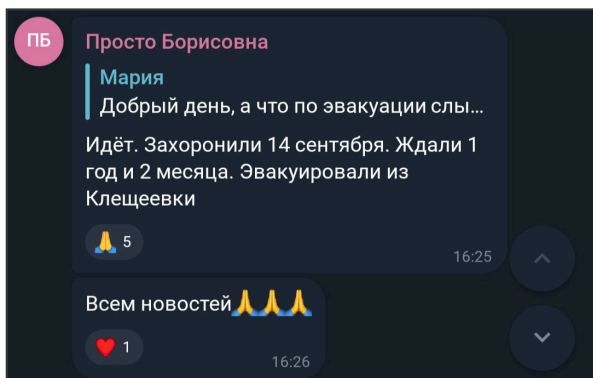 ПБ
Просто Борисовна
Мария
Добрый день, а что по эвакуации слы...
Идёт. Захоронили 14 сентября. Ждали 1
год и 2 месяца. Эвакуировали из
Клещеевки
🙏 5
16:25
Всем новостей🙏🙏🙏
❤️ 1
16:26